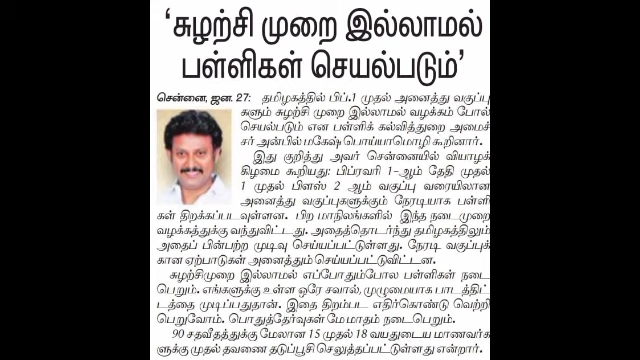 ‘சுழற்சி முறை இல்லாமல்
பள்ளிகள் செயல்படும்’
சென்னை, ஜன. 27: தமிழகத்தில் பிப்.1 முதல் அனைத்து வகுப்பு
களும் சுழற்சி முறை இல்லாமல் வழக்கம் போல்
செயல்படும் என பள்ளிக் கல்வித்துறை அமைச்
சர் அன்பில் மகேஷ் பொய்யாமொழி கூறினார்.
இது குறித்து அவர் சென்னையில் வியாழக்
கிழமை கூறியது: பிப்ரவரி 1-ஆம் தேதி முதல்
1 முதல் பிளஸ் 2 ஆம் வகுப்பு வரையிலான
அனைத்து வகுப்புகளுக்கும் நேரடியாக பள்ளி
கள் திறக்கப்படவுள்ளன. பிற மாநிலங்களில் இந்த நடைமுறை
வழக்கத்துக்கு வந்துவிட்டது. அதைத்தொடர்ந்து தமிழகத்திலும்
அதைப் பின்பற்ற முடிவு செய்யப்பட்டுள்ளது. நேரடி வகுப்புக்
கான ஏற்பாடுகள் அனைத்தும் செய்யப்பட்டுவிட்டன.
சுழற்சிமுறை இல்லாமல் எப்போதும்போல பள்ளிகள் நடை
பெறும். எங்களுக்கு உள்ள ஒரே சவால், முழுமையாக பாடத்திட்
டத்தை முடிப்பதுதான். இதை திறம்பட எதிர்கொண்டு வெற்றி
பெறுவோம். பொதுத்தேர்வுகள் மே மாதம் நடைபெறும்.
90 சதவீதத்துக்கு மேலான 15 முதல் 18 வயதுடைய மாணவர்க
ளுக்கு முதல் தவணை தடுப்பூசி செலுத்தப்பட்டுள்ளது என்றார்.